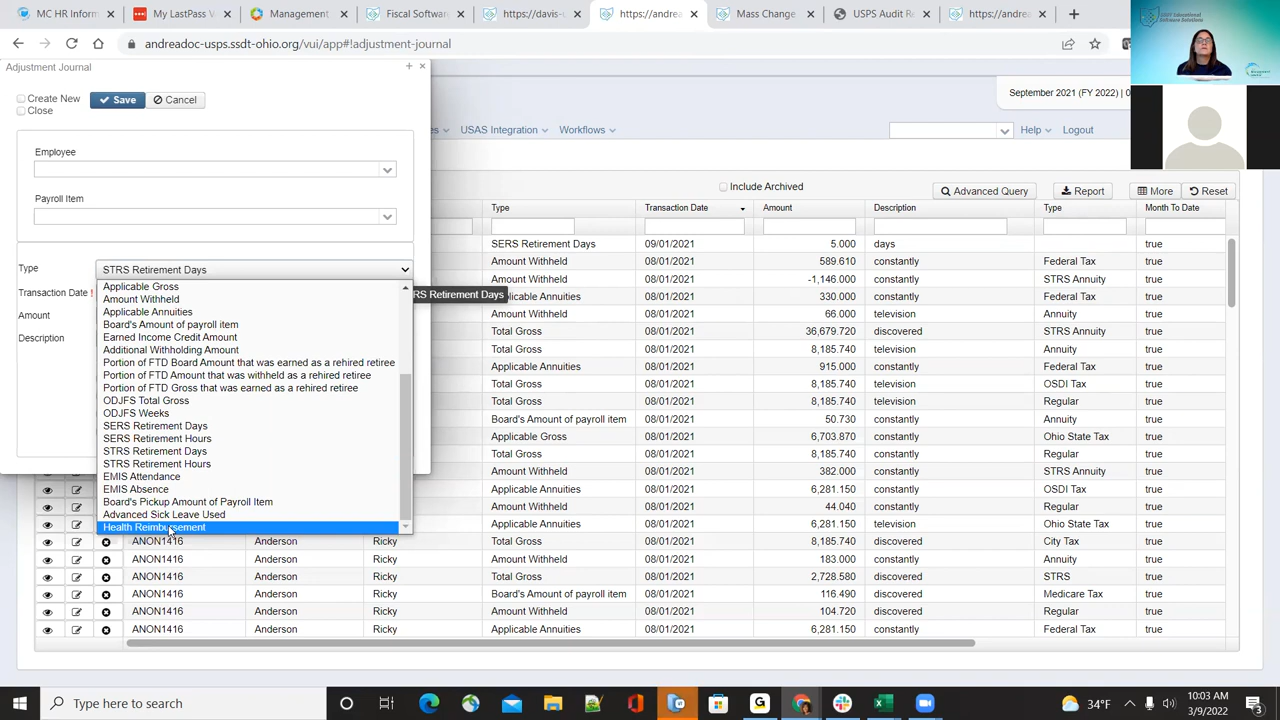 MC HR Inform
My LastPass V
Management
Fiscal Softwar
https://davis-c
https://andrea
Mass Change
USPS Audit R
https://andrea
andreadoc-usps.ssdt-ohio.org/vui/app#!adjustment-journal
Adjustment Journal
Create New
Close
Save
Cancel
September 2021 (FY 2022) | 0
USAS Integration
Workflows
Help
Logout
Employee
Payroll Item
Include Archived
Advanced Query
Report
More
Reset
Type
Transaction Date
Amount
Description
Type
Month To Date
Type
STRS Retirement Days
Transaction Date !
Amount
Description
RS Retirement Days
Applicable Gross
Amount Withheld
Applicable Annuities
Board's Amount of payroll item
Earned Income Credit Amount
Additional Withholding Amount
Portion of FTD Board Amount that was earned as a rehired retiree
Portion of FTD Amount that was withheld as a rehired retiree
Portion of FTD Gross that was earned as a rehired retiree
ODJFS Total Gross
ODJFS Weeks
SERS Retirement Days
SERS Retirement Hours
STRS Retirement Days
STRS Retirement Hours
EMIS Attendance
EMIS Absence
Board's Pickup Amount of Payroll Item
Advanced Sick Leave Used
Health Reimbursement
SERS Retirement Days 09/01/2021 5.000 days true
Amount Withheld 08/01/2021 589.610 constantly Federal Tax true
Amount Withheld 08/01/2021 -1,146.000 constantly STRS Annuity true
Applicable Annuities 08/01/2021 330.000 constantly Federal Tax true
Amount Withheld 08/01/2021 66.000 television Annuity true
Total Gross 08/01/2021 36,679.720 discovered STRS Annuity true
Total Gross 08/01/2021 8,185.740 television Annuity true
Applicable Annuities 08/01/2021 915.000 constantly Federal Tax true
Total Gross 08/01/2021 8,185.740 television OSDI Tax true
Total Gross 08/01/2021 8,185.740 television Regular true
Board's Amount of payroll item 08/01/2021 50.730 constantly Annuity true
Applicable Gross 08/01/2021 6,703.870 constantly Ohio State Tax true
Total Gross 08/01/2021 8,185.740 constantly Regular true
Amount Withheld 08/01/2021 382.000 constantly STRS Annuity true
Applicable Annuities 08/01/2021 6,281.150 constantly Federal Tax true
Amount Withheld 08/01/2021 44.040 constantly Regular true
Applicable Annuities 08/01/2021 6,281.150 television Ohio State Tax true
ANON1416 Anderson Ricky Total Gross 08/01/2021 8,185.740 discovered City Tax true
ANON1416 Anderson Ricky Amount Withheld 08/01/2021 183.000 constantly Annuity true
ANON1416 Anderson Ricky Total Gross 08/01/2021 2,728.580 discovered STRS true
ANON1416 Anderson Ricky Board's Amount of payroll item 08/01/2021 116.490 discovered Medicare Tax true
ANON1416 Anderson Ricky Amount Withheld 08/01/2021 104.720 discovered Regular true
ANON1416 Anderson Ricky Applicable Annuities 08/01/2021 6,281.150 constantly Federal Tax true
Type here to search
34°F
10:03 AM
3/9/2022
3